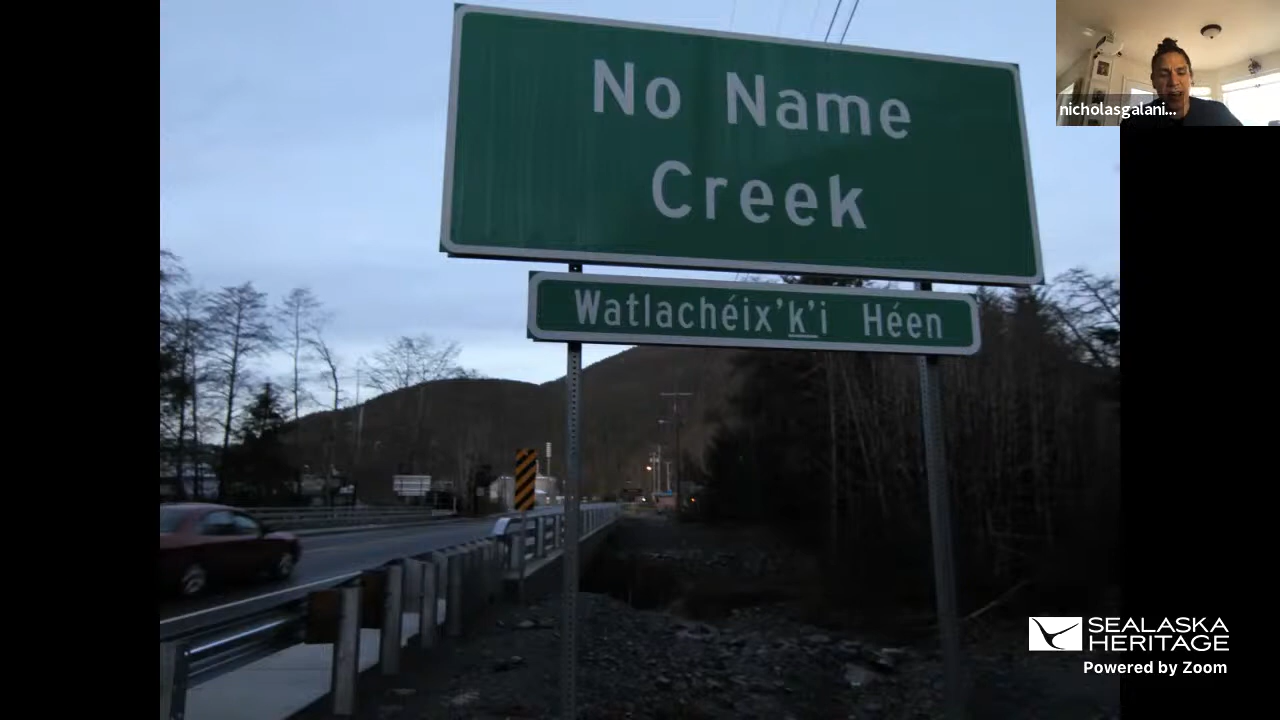 No Name
Creek
Watlachéix’ḵ’i Héen
nicholasgalani...
SEALASKA
HERITAGE
Powered by Zoom